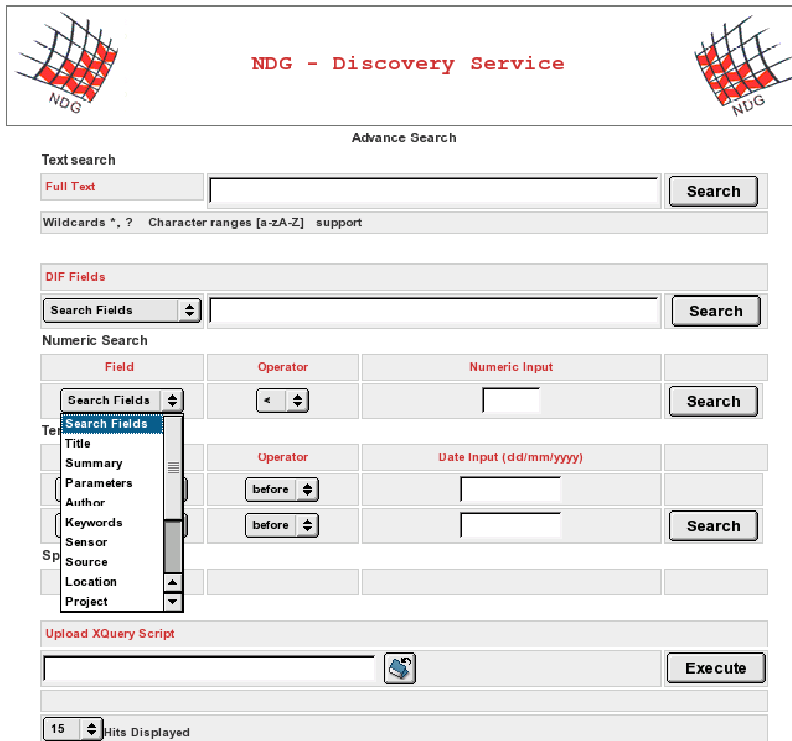 NDG - Discovery Service
NDG
NDG
Advance Search
Text search
Full Text
Search
Wildcards *, ? Character ranges [a-zA-Z] support
DIF Fields
Search Fields
Search
Numeric Search
Field Operator Numeric Input
Search Fields < Search
Search Fields
Title
Summary
Parameters
Author
Keywords
Sensor
Source
Location
Project
Operator Date Input (dd/mm/yyyy)
before
before Search
Sp
Upload XQuery Script
Execute
15 Hits Displayed